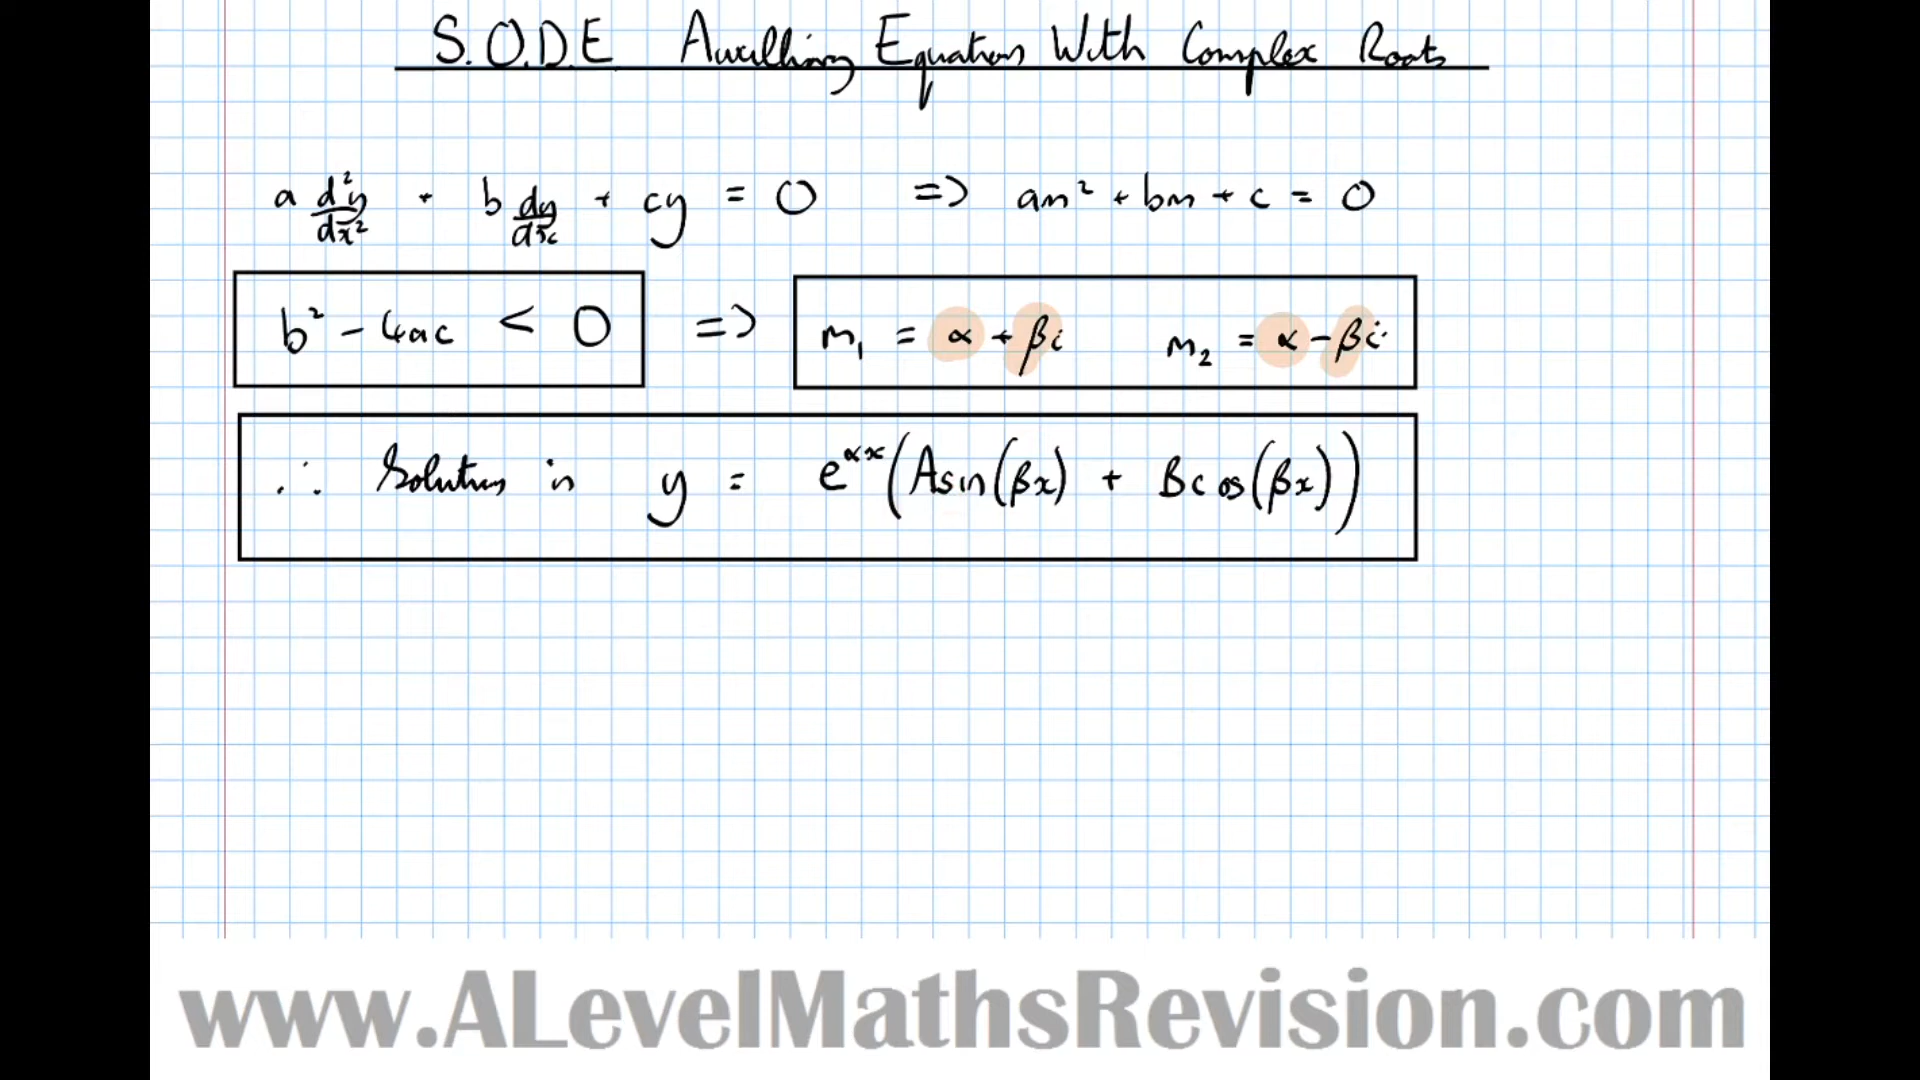 S.O.D.E Auxilliary Equations With Complex Roots
a d²y/dx² + b dy/dx + cy = 0 => am² + bm + c = 0
b² - 4ac < 0 => m₁ = α + βi m₂ = α - βi
∴ Solution is y = e^αx (Asin(βx) + Bcos(βx))
www.ALevelMathsRevision.com